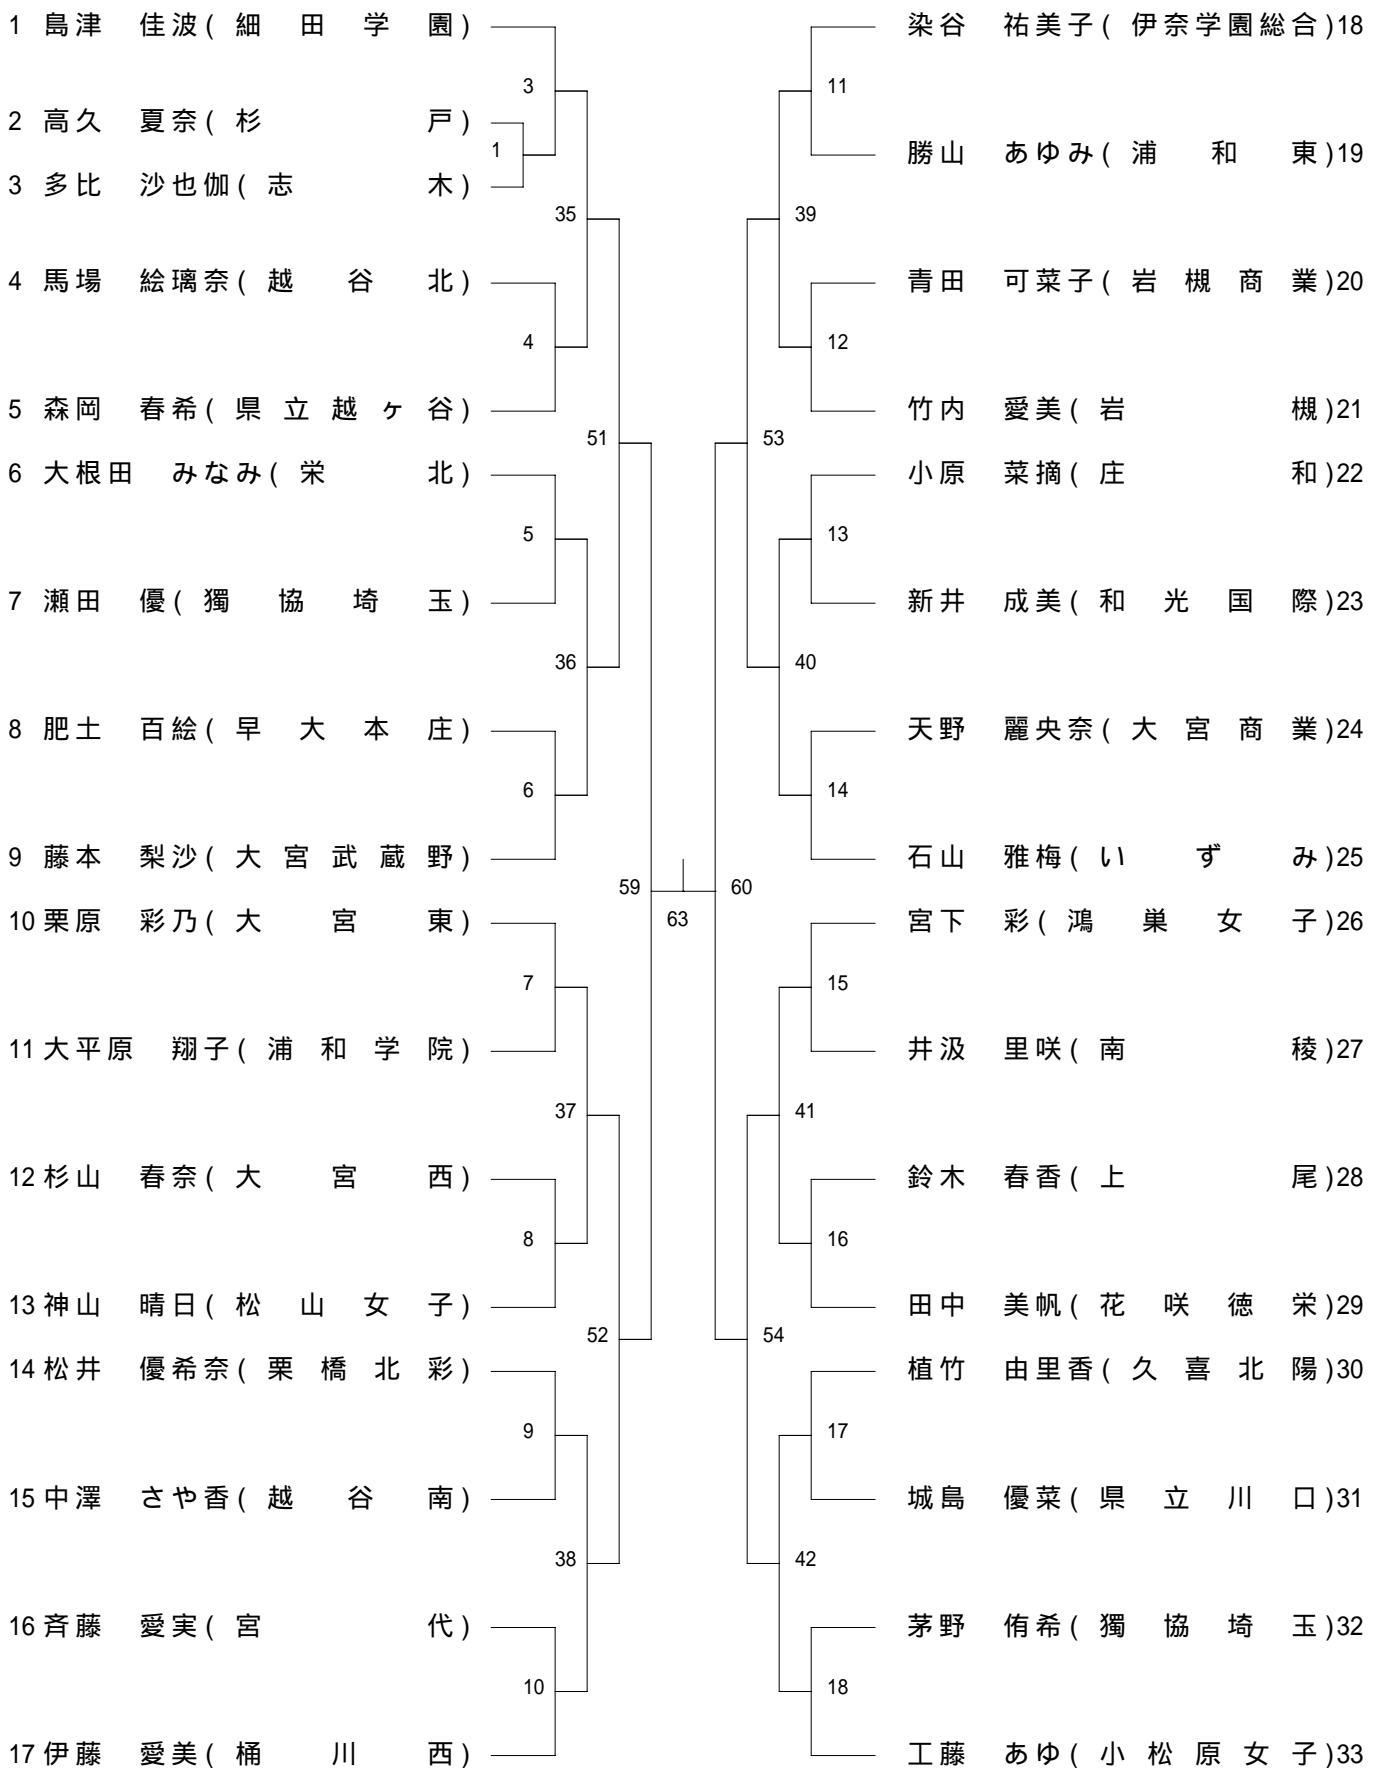 1 島津 佳波( 細田学園)
3
2 高久 夏奈( 杉戸)
1
3 多比 沙也伽( 志木)
35
4 馬場 絵璃奈( 越谷北)
4
5 森岡 春希( 県立越ヶ谷)
51
6 大根田 みなみ( 栄北)
5
7 瀬田 優( 獨協埼玉)
36
8 肥土 百絵( 早大本庄)
6
9 藤本 梨沙( 大宮武蔵野)
59
10 栗原 彩乃( 大宮東)
7
11 大平原 翔子( 浦和学院)
37
12 杉山 春奈( 大宮西)
8
13 神山 晴日( 松山女子)
52
14 松井 優希奈( 栗橋北彩)
9
15 中澤 さや香( 越谷南)
38
16 斉藤 愛実( 宮代)
10
17 伊藤 愛美( 桶川西)
63
染谷 祐美子( 伊奈学園総合)18
11
勝山 あゆみ( 浦和東)19
39
青田 可菜子( 岩槻商業)20
12
竹内 愛美( 岩槻)21
53
小原 菜摘( 庄和)22
13
新井 成美( 和光国際)23
40
天野 麗央奈( 大宮商業)24
14
石山 雅梅( いずみ)25
60
宮下 彩( 鴻巣女子)26
15
井汲 里咲( 南稜)27
41
鈴木 春香( 上尾)28
16
田中 美帆( 花咲徳栄)29
54
植竹 由里香( 久喜北陽)30
17
城島 優菜( 県立川口)31
42
茅野 侑希( 獨協埼玉)32
18
工藤 あゆ( 小松原女子)33